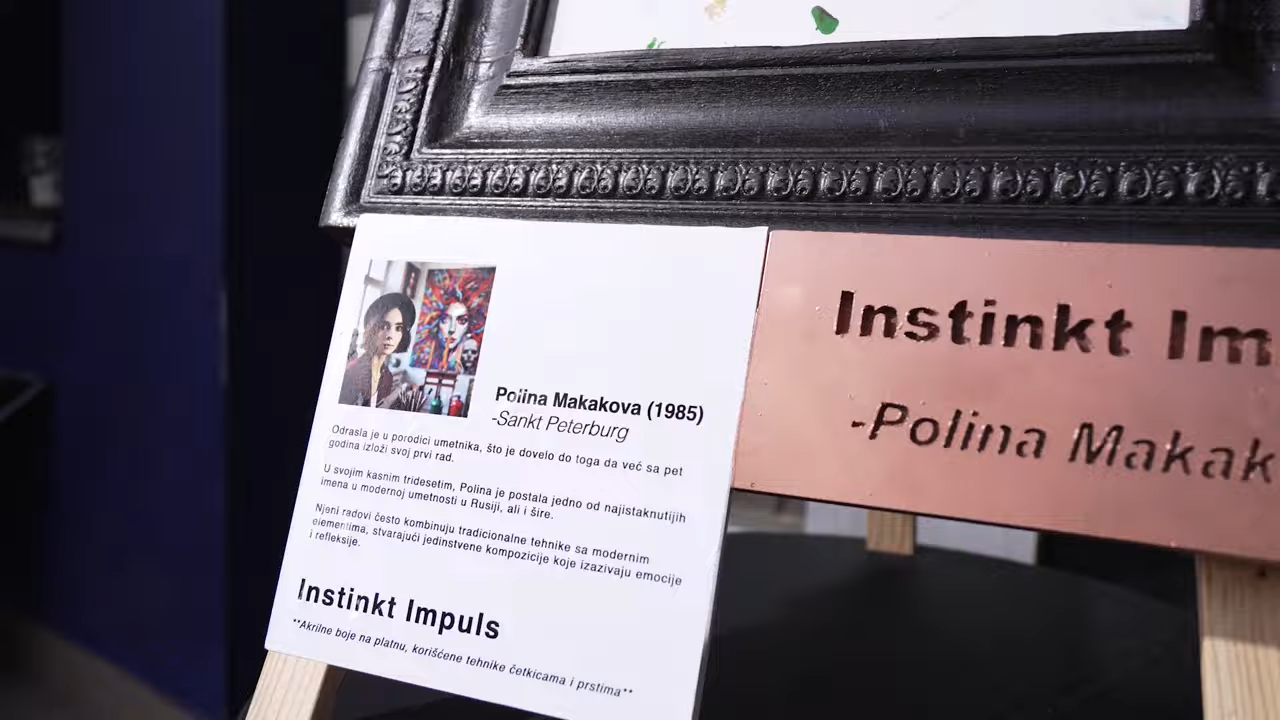 Polina Makakova (1985)
-Sankt Peterburg
Odrasla je u porodici umetnika, što je dovelo do toga da već sa pet
godina izloži svoj prvi rad.
U svojim kasnim tridesetim, Polina je postala jedno od najistaknutijih
imena u modernoj umetnosti u Rusiji, ali i šire.
Njeni radovi često kombinuju tradicionalne tehnike sa modernim
elementima, stvarajući jedinstvene kompozicije koje izazivaju emocije
i refleksije.
Instinkt Impuls
**Akrilne boje na platnu, korišćene tehnike četkicama i prstima**
Instinkt Im
-Polina Makak